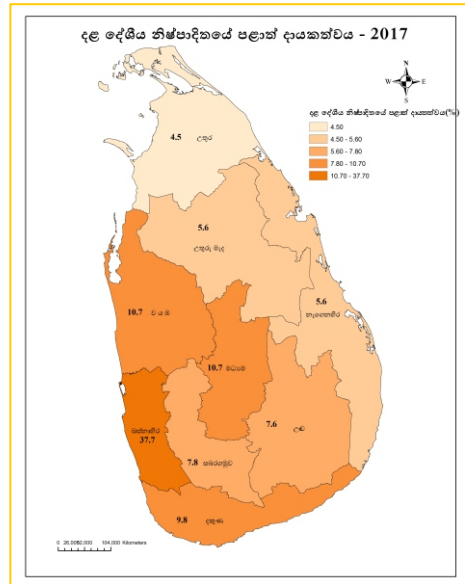 දළ දේශීය නිෂ්පාදිතයේ පළාත් දායකත්වය - 2017
N
W E
S
දළ දේශීය නිෂ්පාදිතයේ පළාත් දායකත්වය(%)
4.50
4.50 - 5.60
5.60 - 7.80
7.80 - 10.70
10.70 - 37.70
4.5 උතුර
5.6
උතුරු මැද
5.6
නැගෙනහිර
10.7 ව ය ඹ
10.7 මධ්‍යම
බස්නාහිර
37.7
7.6 ඌව
7.8 සබරගමුව
9.8 දකුණ
104,000 Kilometers